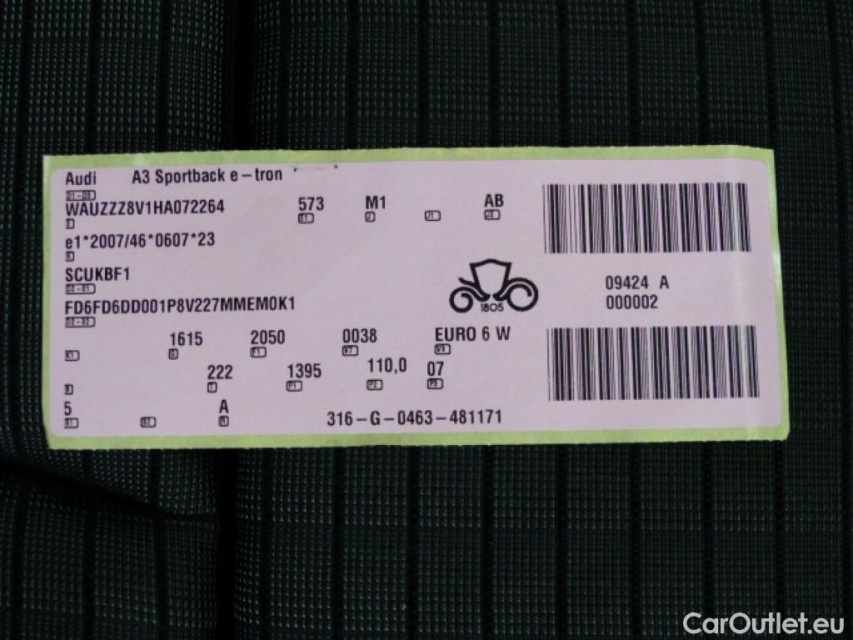 Audi A3 Sportback e-tron
WAUZZZ8V1HA072264 573 M1 AB
e1*2007/46*0607*23
SCUKBF1
FD6FD6DD001P8V227MMEM0K1
1805
09424 A
000002
1615 2050 0038 EURO 6 W
222 1395 110,0 07
5 A
316-G-0463-481171
CarOutlet.eu